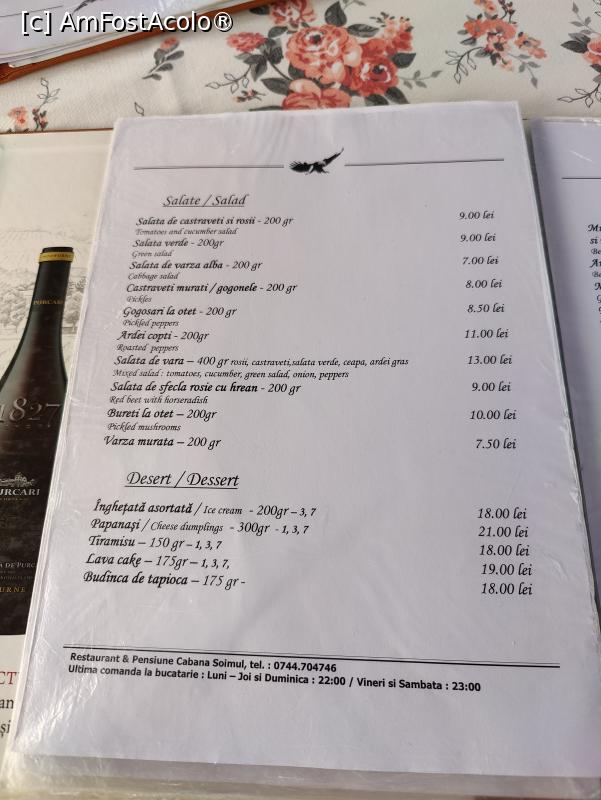 [c] AmFostAcolo®
Salate / Salad
Salata de castraveti si rosii - 200 gr 9.00 lei
Tomatoes and cucumber salad
Salata verde - 200gr 9.00 lei
Green salad
Salata de varza alba - 200 gr 7.00 lei
Cabbage salad
Castraveti murati / gogonele - 200 gr 8.00 lei
Pickles
Gogosari la otet - 200 gr 8.50 lei
Pickled peppers
Ardei copti - 200gr 11.00 lei
Roasted peppers
Salata de vara – 400 gr rosii, castraveti,salata verde, ceapa, ardei gras 13.00 lei
Mixed salad : tomatoes, cucumber, green salad, onion, peppers
Salata de sfecla rosie cu hrean - 200 gr 9.00 lei
Red beet with horseradish
Bureti la otet – 200gr 10.00 lei
Pickled mushrooms
Varza murata – 200 gr 7.50 lei
Desert / Dessert
Înghețată asortată / Ice cream - 200gr – 3, 7 18.00 lei
Papanași / Cheese dumplings - 300gr - 1, 3, 7 21.00 lei
Tiramisu – 150 gr – 1, 3, 7 18.00 lei
Lava cake – 175gr – 1, 3, 7, 19.00 lei
Budinca de tapioca – 175 gr - 18.00 lei
Restaurant & Pensiune Cabana Soimul, tel. : 0744.704746
Ultima comanda la bucatarie : Luni – Joi si Duminica : 22:00 / Vineri si Sambata : 23:00
PURCARI
1827